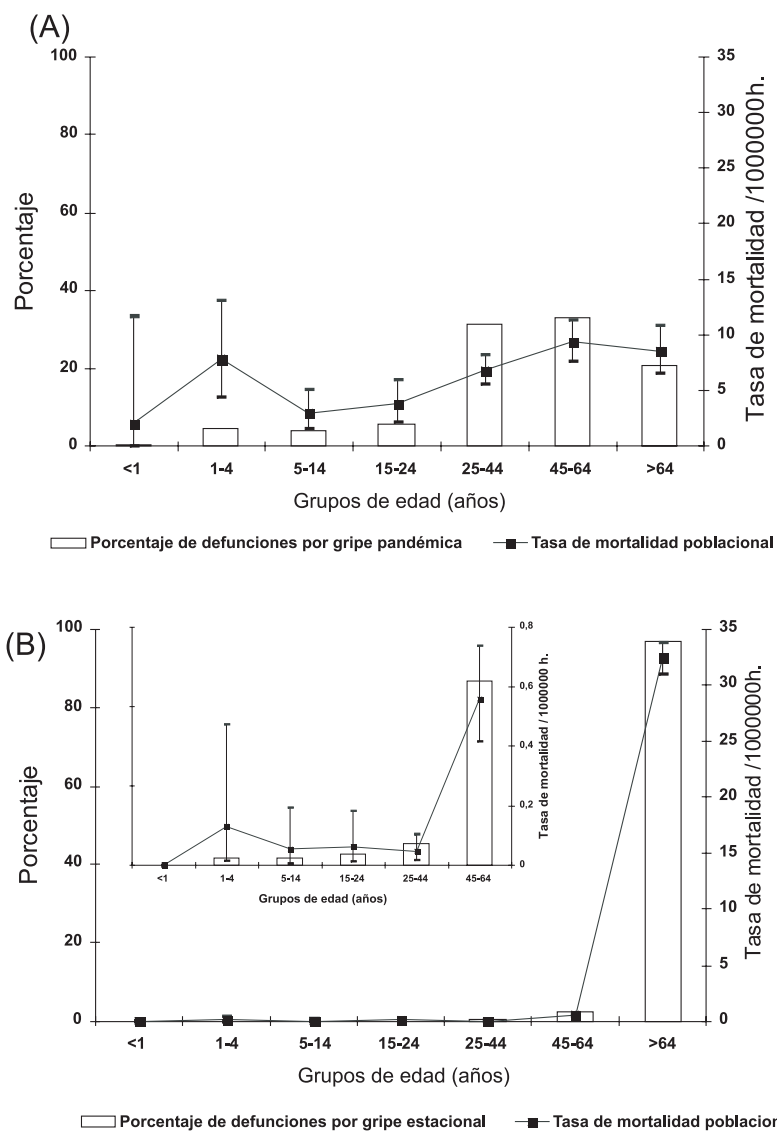 (A)
100
80
60
40
20
0
Porcentaje
35
30
25
20
15
10
5
0
Tasa de mortalidad /1000000h.
<1 1-4 5-14 15-24 25-44 45-64 >64
Grupos de edad (años)
Porcentaje de defunciones por gripe pandémica Tasa de mortalidad poblacional
(B)
100
80
60
40
20
0
Porcentaje
0,8
0,6
0,4
0,2
0
Tasa de mortalidad / 1000000 h.
<1 1-4 5-14 15-24 25-44 45-64
Grupos de edad (años)
35
30
25
20
15
10
5
0
Tasa de mortalidad /1000000h.
<1 1-4 5-14 15-24 25-44 45-64 >64
Grupos de edad (años)
Porcentaje de defunciones por gripe estacional Tasa de mortalidad poblacion